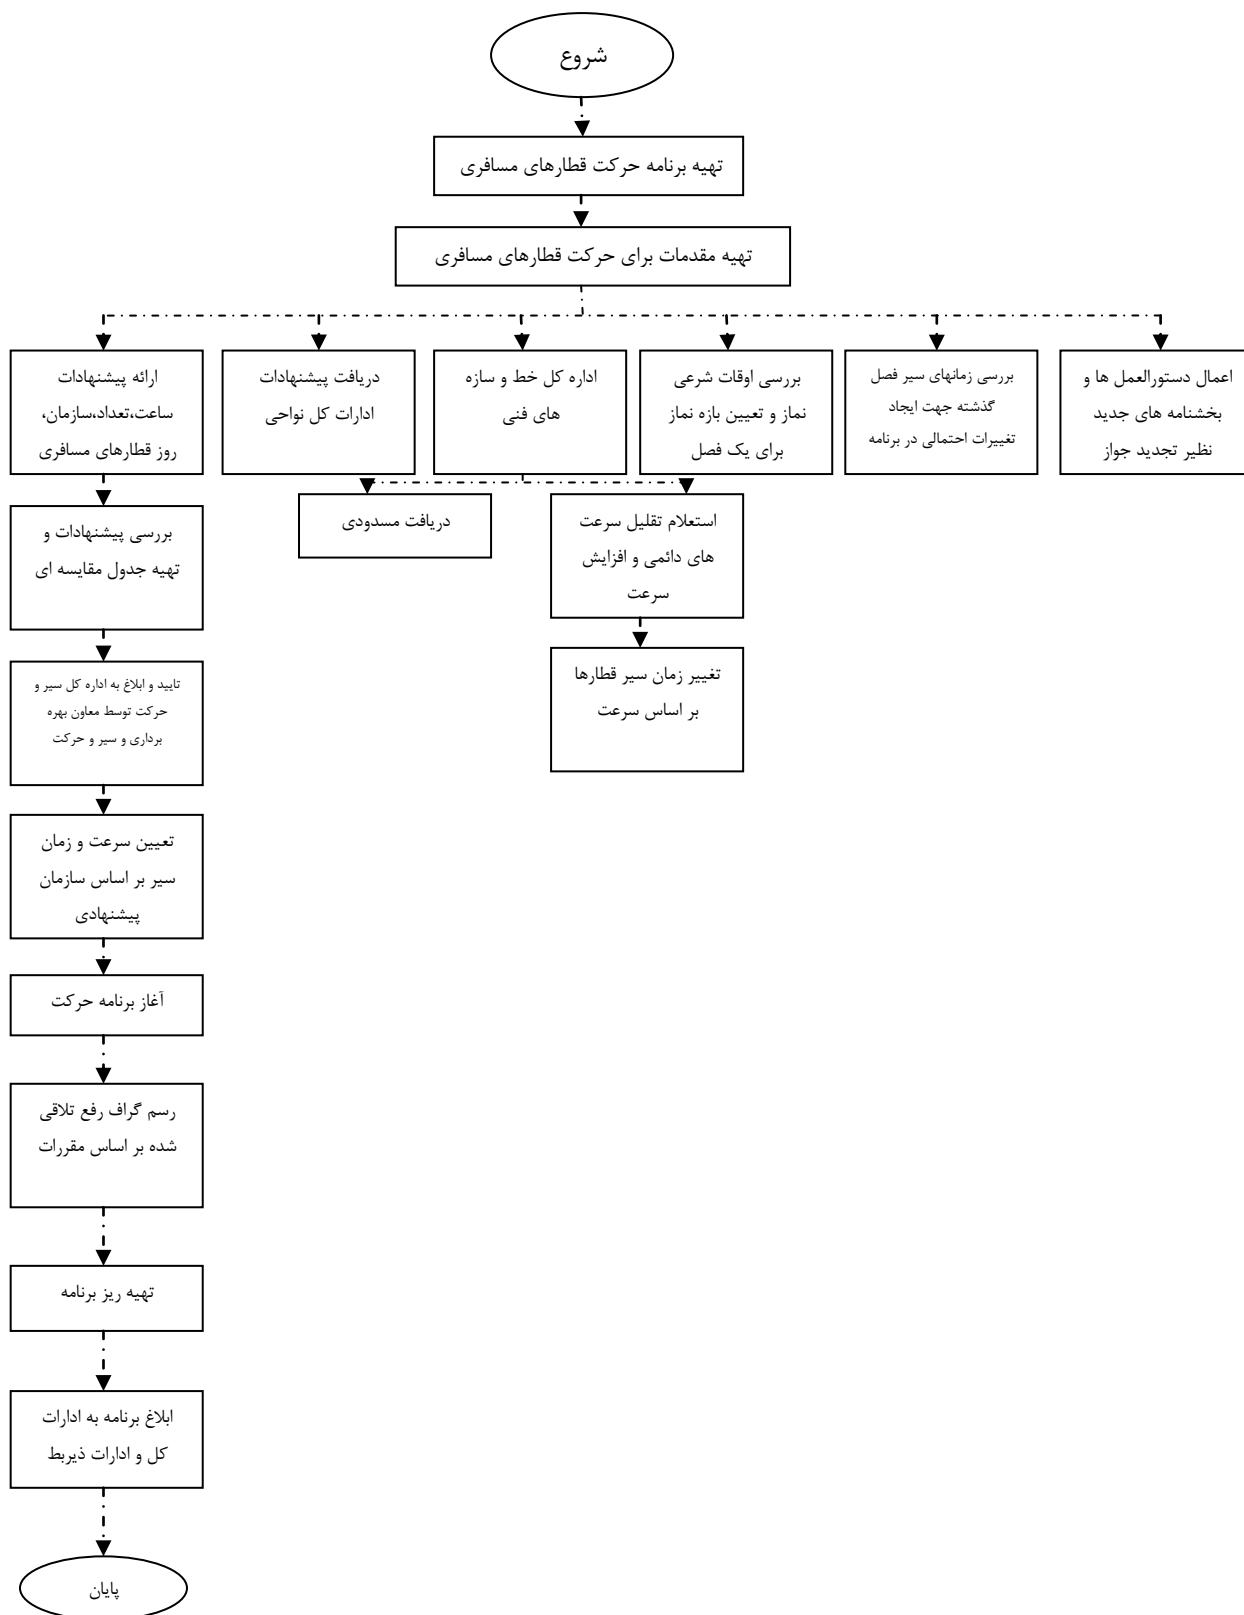 شروع
تهیه برنامه حرکت قطارهای مسافری
تهیه مقدمات برای حرکت قطارهای مسافری
اعمال دستورالعمل ها و
بخشنامه های جدید
نظیر تجدید جواز
بررسی زمانهای سیر فصل
گذشته جهت ایجاد
تغییرات احتمالی در برنامه
بررسی اوقات شرعی
نماز و تعیین بازه نماز
برای یک فصل
اداره کل خط و سازه
های فنی
دریافت پیشنهادات
ادارات کل نواحی
ارائه پیشنهادات
ساعت،تعداد،سازمان،
روز قطارهای مسافری
استعلام تقلیل سرعت
های دائمی و افزایش
سرعت
دریافت مسدودی
بررسی پیشنهادات و
تهیه جدول مقایسه ای
تغییر زمان سیر قطارها
بر اساس سرعت
تایید و ابلاغ به اداره کل سیر و
حرکت توسط معاون بهره
برداری و سیر و حرکت
تعیین سرعت و زمان
سیر بر اساس سازمان
پیشنهادی
آغاز برنامه حرکت
رسم گراف رفع تلاقی
شده بر اساس مقررات
تهیه ریز برنامه
ابلاغ برنامه به ادارات
کل و ادارات ذیربط
پایان